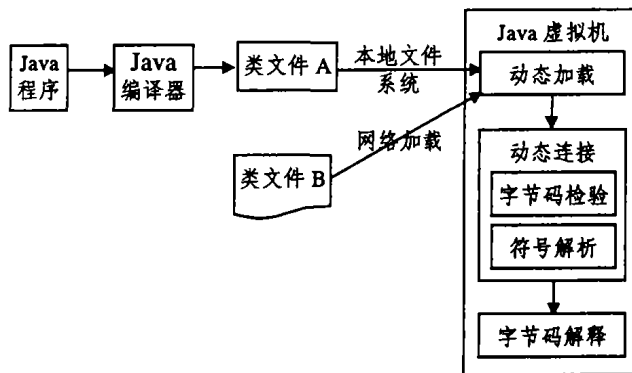 Java
程序
Java
编译器
类文件 A
本地文件
系统
网络加载
类文件 B
Java 虚拟机
动态加载
动态连接
字节码检验
符号解析
字节码解释